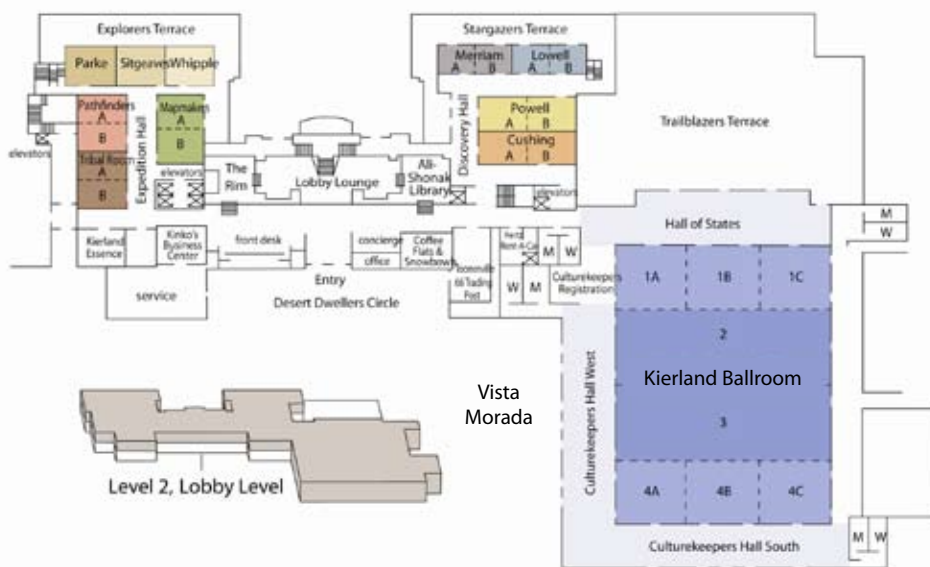 Explorers Terrace
Stargazers Terrace
Parke
Sitgeaves
Whipple
Merriam
A
B
Lowell
A
B
Pathfinders
A
B
Mapmakers
A
B
Powell
Cushing
A
B
Trailblazers Terrace
elevators
Tribal Room
A
B
Expedition Hall
Discovery Hall
elevators
The
Rim
Lobby Lounge
Ali-
Shonak
Library
elevators
Hall of States
M
W
Kierland
Essence
Kinko's
Business
Center
front desk
concierge
office
Coffee
Flats &
Snowbowl
66 Trading
Post
Hertz
Rent A Car
M
W
W
M
Culturekeepers
Registration
service
Entry
Desert Dwellers Circle
1A
1B
1C
2
Kierland Ballroom
3
4A
4B
4C
Culturekeepers Hall West
Vista
Morada
Level 2, Lobby Level
Culturekeepers Hall South
M
W